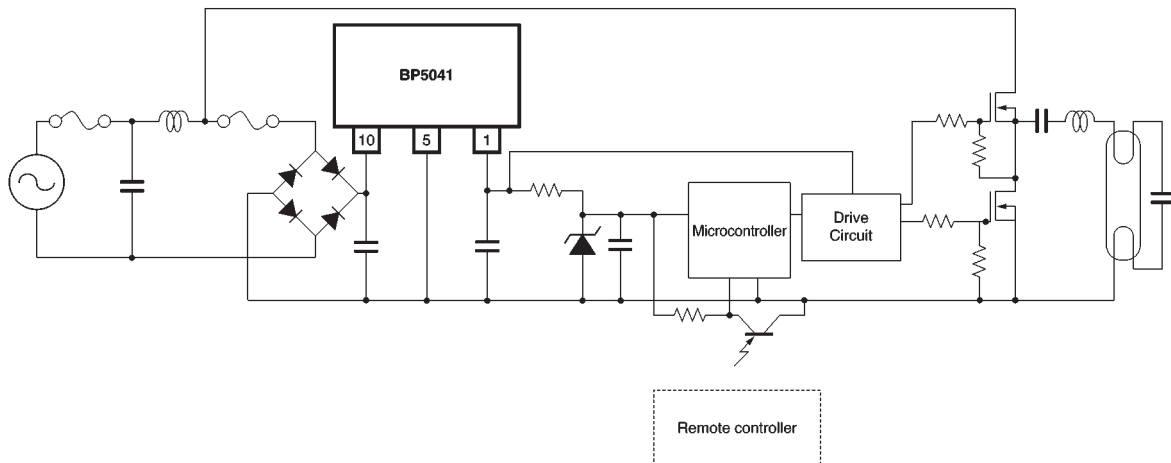 BP5041
10
5
1
Microcontroller
Drive
Circuit
Remote controller